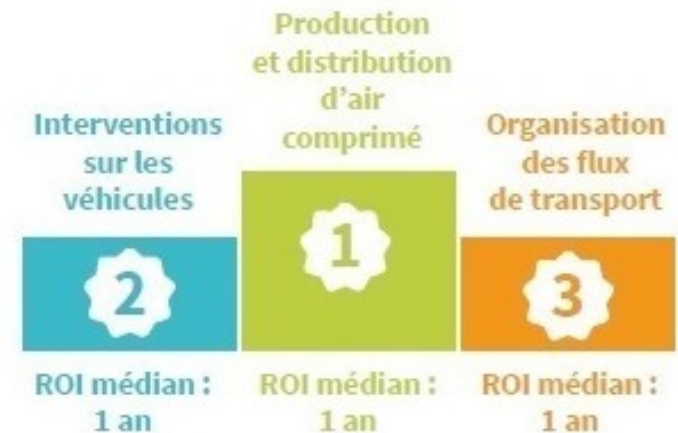 Production
et distribution
d'air
comprimé
Interventions
sur les
véhicules
Organisation
des flux
de transport
1
2
3
ROI médian :
1 an
ROI médian :
1 an
ROI médian :
1 an